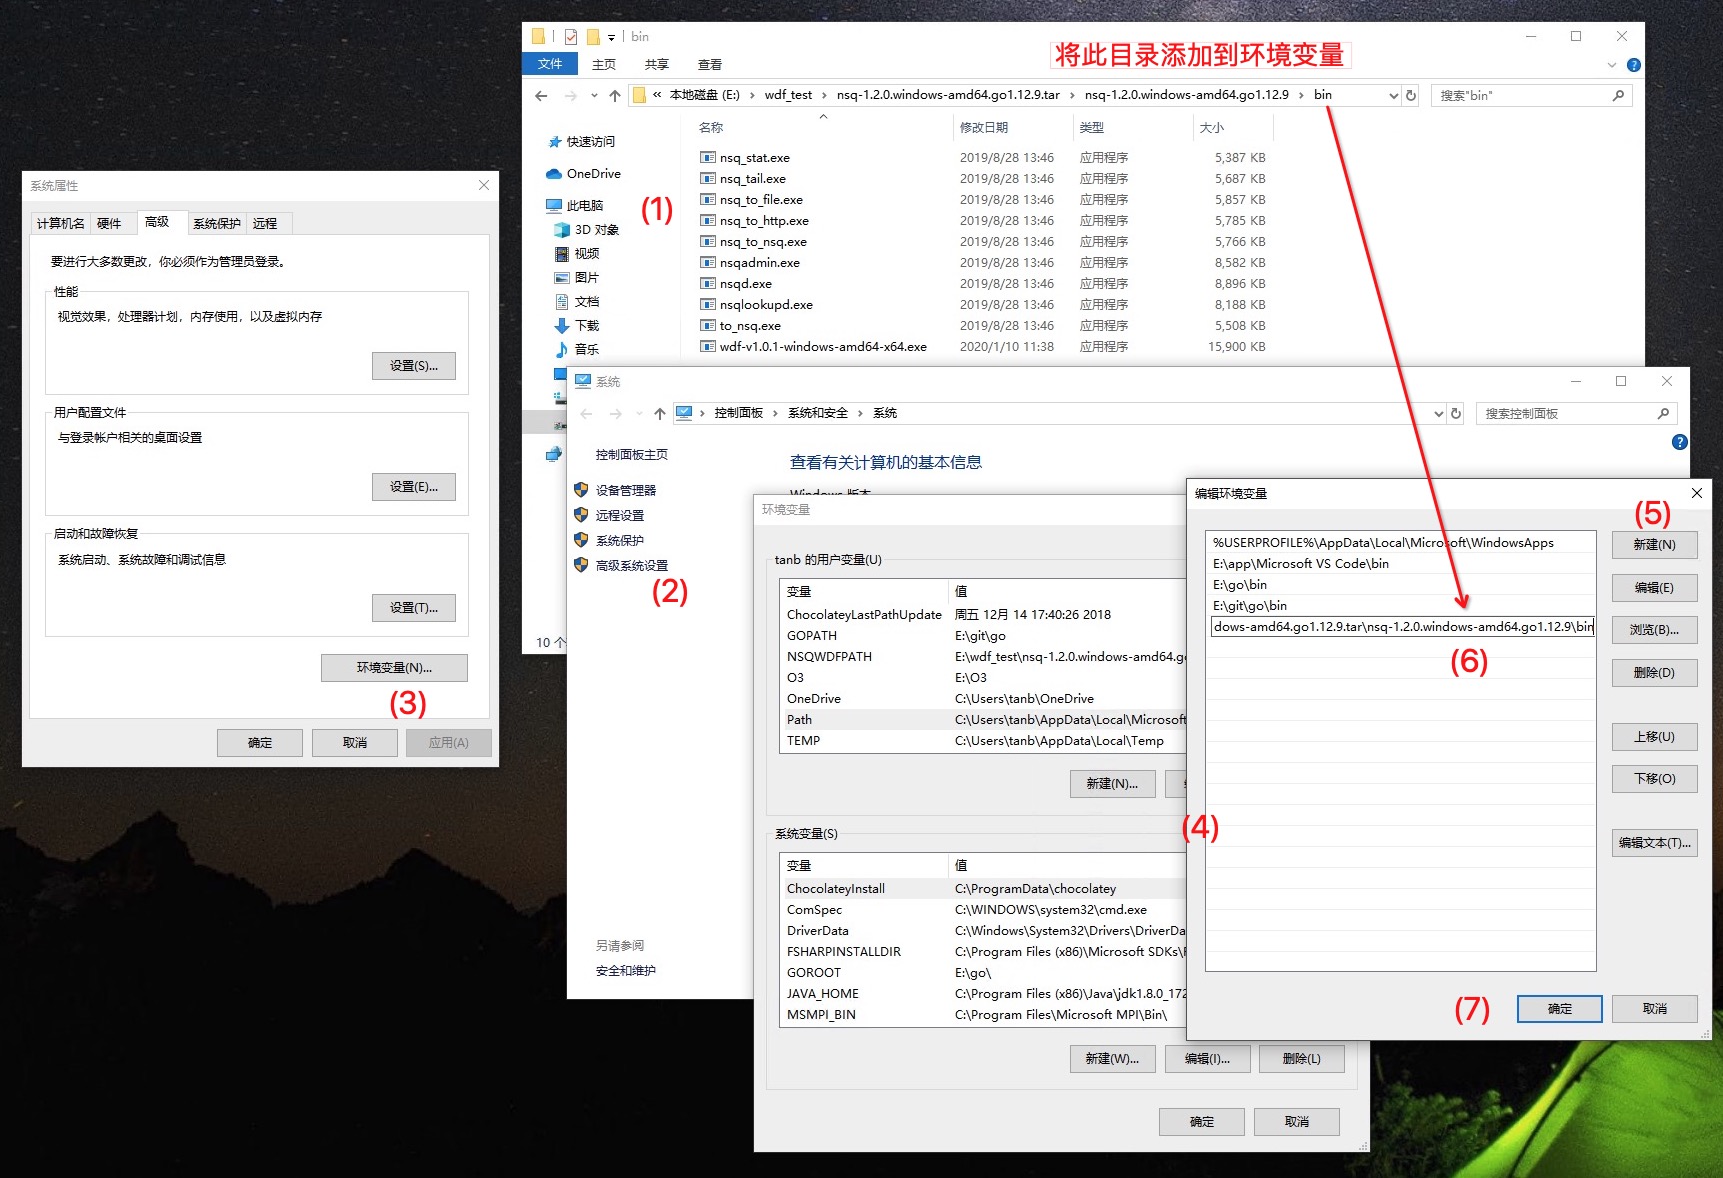 bin
文件 主页 共享 查看
将此目录添加到环境变量
« 本地磁盘 (E:) › wdf_test › nsq-1.2.0.windows-amd64.go1.12.9.tar › nsq-1.2.0.windows-amd64.go1.12.9 › bin
搜索"bin"
快速访问
OneDrive
此电脑
3D 对象
视频
图片
文档
下载
音乐
(1)
名称 修改日期 类型 大小
nsq_stat.exe 2019/8/28 13:46 应用程序 5,387 KB
nsq_tail.exe 2019/8/28 13:46 应用程序 5,687 KB
nsq_to_file.exe 2019/8/28 13:46 应用程序 5,857 KB
nsq_to_http.exe 2019/8/28 13:46 应用程序 5,785 KB
nsq_to_nsq.exe 2019/8/28 13:46 应用程序 5,766 KB
nsqadmin.exe 2019/8/28 13:46 应用程序 8,582 KB
nsqd.exe 2019/8/28 13:46 应用程序 8,896 KB
nsqlookupd.exe 2019/8/28 13:46 应用程序 8,188 KB
to_nsq.exe 2019/8/28 13:46 应用程序 5,508 KB
wdf-v1.0.1-windows-amd64-x64.exe 2020/1/10 11:38 应用程序 15,900 KB
10 个
系统属性
计算机名 硬件 高级 系统保护 远程
要进行大多数更改，你必须作为管理员登录。
性能
视觉效果，处理器计划，内存使用，以及虚拟内存
设置(S)...
用户配置文件
与登录帐户相关的桌面设置
设置(E)...
启动和故障恢复
系统启动、系统故障和调试信息
设置(T)...
环境变量(N)...
(3)
确定 取消 应用(A)
系统
控制面板 › 系统和安全 › 系统
搜索控制面板
控制面板主页
设备管理器
远程设置
系统保护
高级系统设置
(2)
另请参阅
安全和维护
查看有关计算机的基本信息
Windows 版本
环境变量
tanb 的用户变量(U)
变量 值
ChocolateyLastPathUpdate 周五 12月 14 17:40:26 2018
GOPATH E:\git\go
NSQWDFPATH E:\wdf_test\nsq-1.2.0.windows-amd64.g
O3 E:\O3
OneDrive C:\Users\tanb\OneDrive
Path C:\Users\tanb\AppData\Local\Microsoft
TEMP C:\Users\tanb\AppData\Local\Temp
新建(N)...
(4)
系统变量(S)
变量 值
ChocolateyInstall C:\ProgramData\chocolatey
ComSpec C:\WINDOWS\system32\cmd.exe
DriverData C:\Windows\System32\Drivers\DriverDa
FSHARPINSTALLDIR C:\Program Files (x86)\Microsoft SDKs\
GOROOT E:\go\
JAVA_HOME C:\Program Files (x86)\Java\jdk1.8.0_172
MSMPI_BIN C:\Program Files\Microsoft MPI\Bin\
新建(W)... 编辑(I)... 删除(L)
确定 取消
编辑环境变量
%USERPROFILE%\AppData\Local\Microsoft\WindowsApps
E:\app\Microsoft VS Code\bin
E:\go\bin
E:\git\go\bin
dows-amd64.go1.12.9.tar\nsq-1.2.0.windows-amd64.go1.12.9\bin
(6)
(5)
新建(N)
编辑(E)
浏览(B)...
删除(D)
上移(U)
下移(O)
编辑文本(T)...
(7)
确定 取消